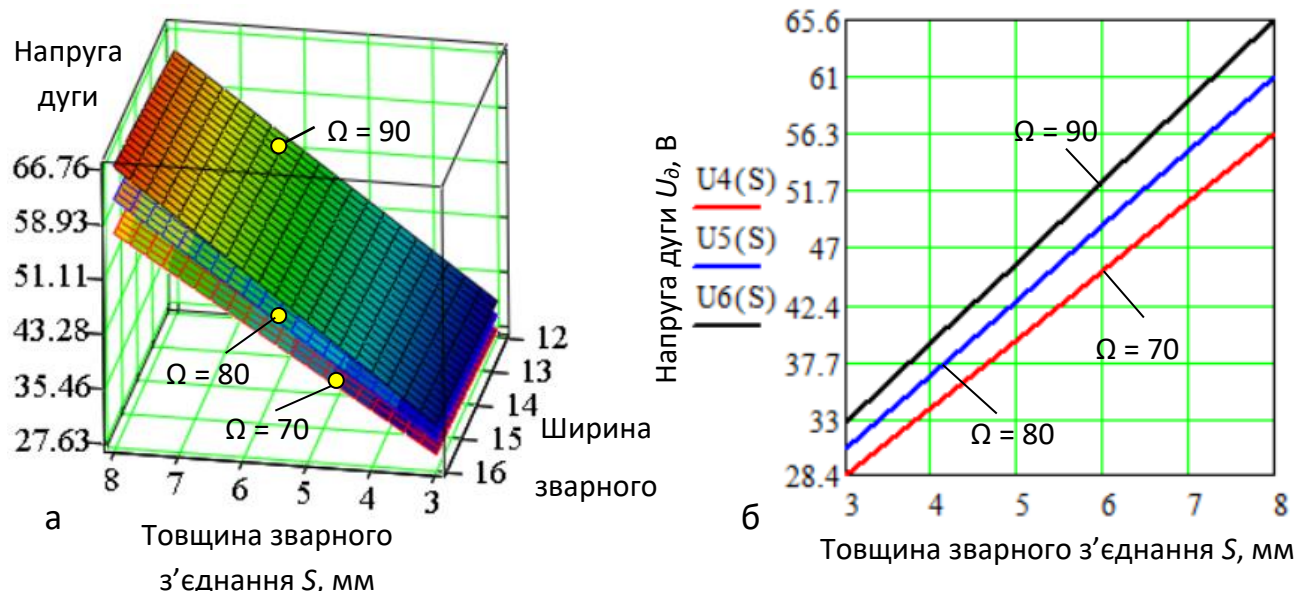 Напруга
дуги
66.76
58.93
51.11
43.28
35.46
27.63
Ω = 90
Ω = 80
Ω = 70
8
7
6
5
4
3
12
13
14
15
16
Ширина
зварного
а
Товщина зварного
з’єднання S, мм
Напруга дуги Uд, В
U4(S)
U5(S)
U6(S)
65.6
61
56.3
51.7
47
42.4
37.7
33
28.4
Ω = 90
Ω = 70
Ω = 80
3
4
5
6
7
8
б
Товщина зварного з’єднання S, мм